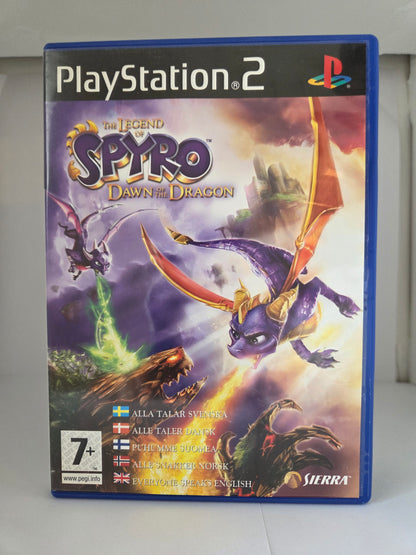 PlayStation®2
THE LEGEND
OF
SPYRO™
DAWN OF THE DRAGON
ALLA TALAR SVENSKA
ALLE TALER DANSK
PUHUMME SUOMEA
ALLE SNAKKER NORSK
EVERYONE SPEAKS ENGLISH
7+
www.pegi.info
SIERRA